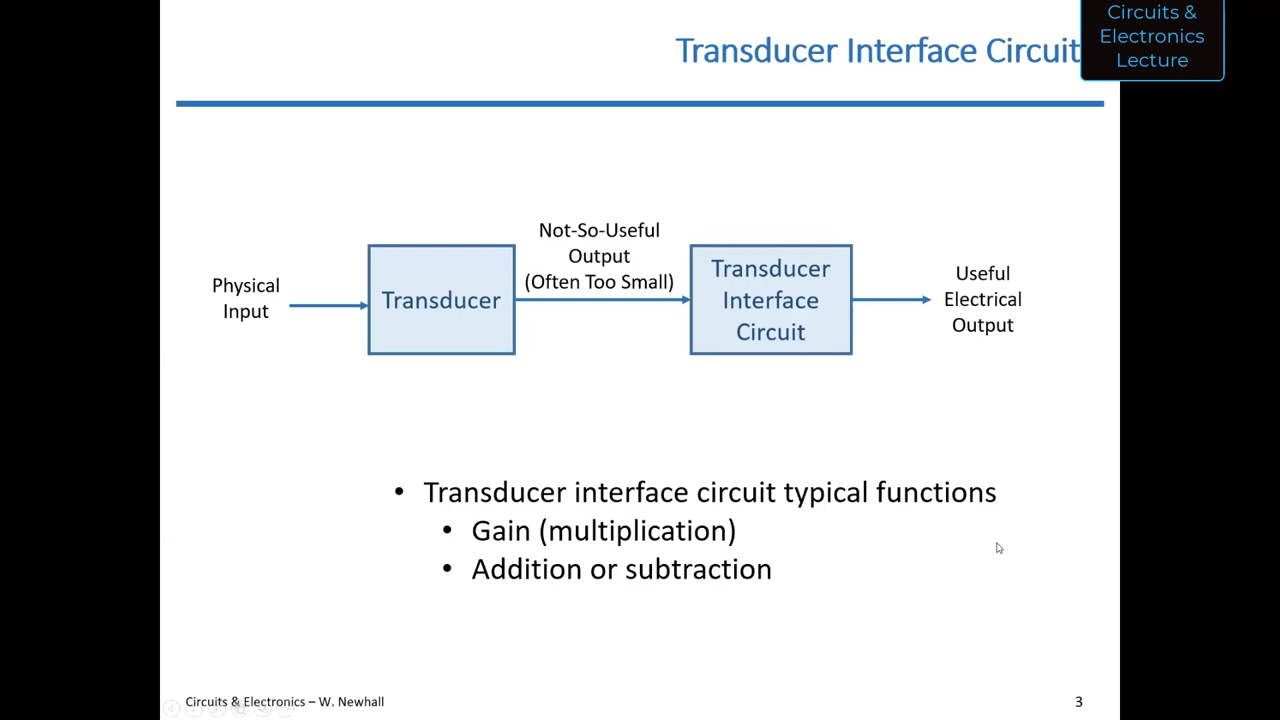 Circuits &
Electronics
Lecture
Transducer Interface Circuit
Not-So-Useful
Output
(Often Too Small)
Physical
Input
Transducer
Transducer
Interface
Circuit
Useful
Electrical
Output
• Transducer interface circuit typical functions
• Gain (multiplication)
• Addition or subtraction
Circuits & Electronics – W. Newhall
3